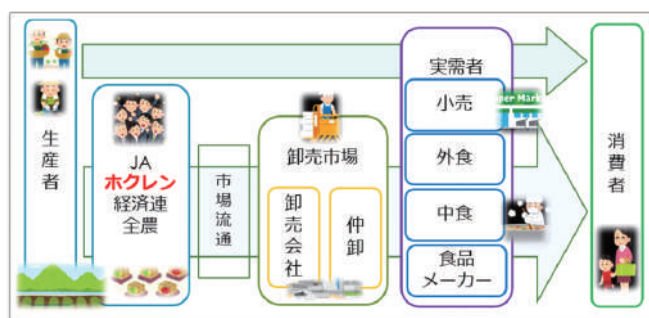 生産者
JA
ホクレン
経済連
全農
市場流通
卸売市場
卸売会社
仲卸
実需者
小売
外食
中食
食品
メーカー
消費者